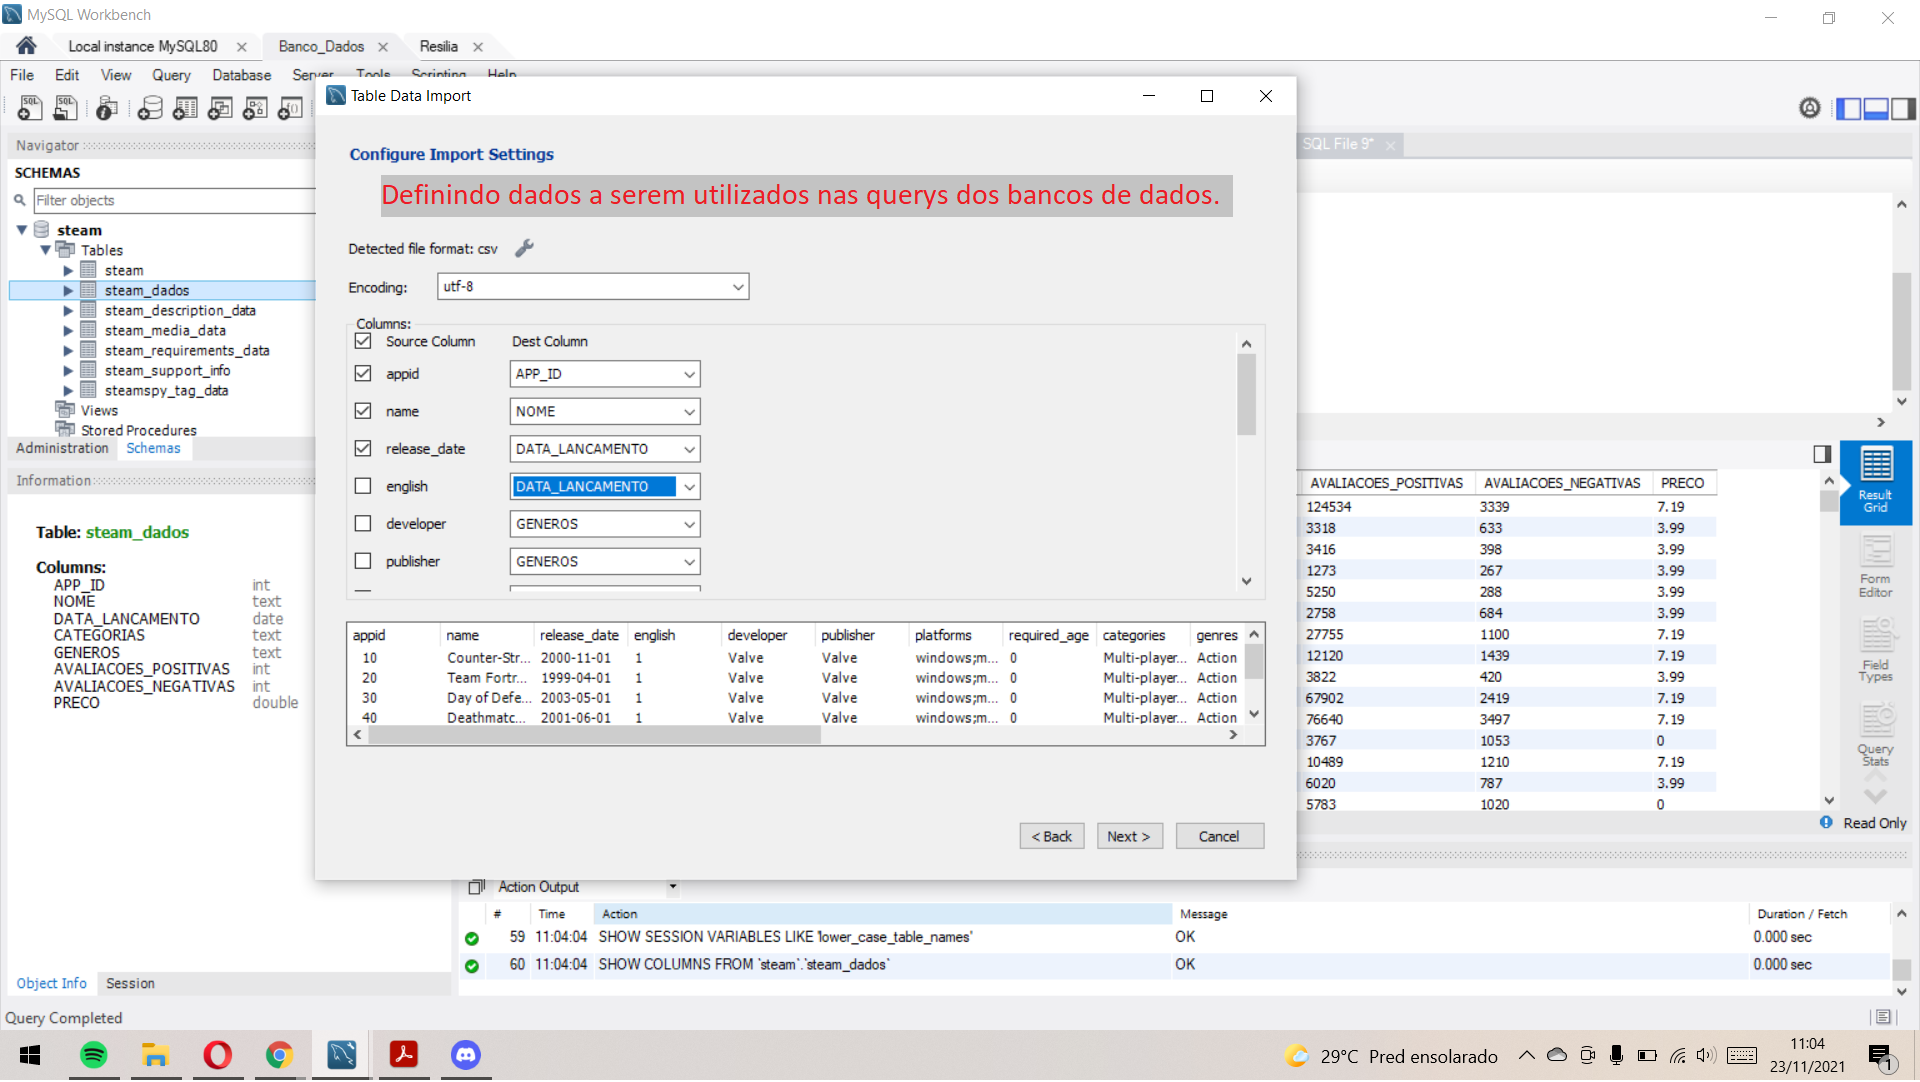 MySQL Workbench
Local instance MySQL80
Banco_Dados
Resilia
File Edit View Query Database Server Tools Scripting Help
Navigator
SCHEMAS
Filter objects
steam
Tables
steam
steam_dados
steam_description_data
steam_media_data
steam_requirements_data
steam_support_info
steamspy_tag_data
Views
Stored Procedures
Administration Schemas
Information
Table: steam_dados
Columns:
APP_ID int
NOME text
DATA_LANCAMENTO date
CATEGORIAS text
GENEROS text
AVALIACOES_POSITIVAS int
AVALIACOES_NEGATIVAS int
PRECO double
Object Info Session
Query Completed
Table Data Import
Configure Import Settings
Definindo dados a serem utilizados nas querys dos bancos de dados.
Detected file format: csv
Encoding: utf-8
Columns:
Source Column Dest Column
appid APP_ID
name NOME
release_date DATA_LANCAMENTO
english DATA_LANCAMENTO
developer GENEROS
publisher GENEROS
appid name release_date english developer publisher platforms required_age categories genres
10 Counter-Str... 2000-11-01 1 Valve Valve windows;m... 0 Multi-player... Action
20 Team Fortr... 1999-04-01 1 Valve Valve windows;m... 0 Multi-player... Action
30 Day of Defe... 2003-05-01 1 Valve Valve windows;m... 0 Multi-player... Action
40 Deathmatc... 2001-06-01 1 Valve Valve windows;m... 0 Multi-player... Action
< Back Next > Cancel
SQL File 9*
AVALIACOES_POSITIVAS AVALIACOES_NEGATIVAS PRECO
124534 3339 7.19
3318 633 3.99
3416 398 3.99
1273 267 3.99
5250 288 3.99
2758 684 3.99
27755 1100 7.19
12120 1439 7.19
3822 420 3.99
67902 2419 7.19
76640 3497 7.19
3767 1053 0
10489 1210 7.19
6020 787 3.99
5783 1020 0
Result Grid
Form Editor
Field Types
Query Stats
Read Only
Action Output
# Time Action Message Duration / Fetch
59 11:04:04 SHOW SESSION VARIABLES LIKE 'lower_case_table_names' OK 0.000 sec
60 11:04:04 SHOW COLUMNS FROM `steam`.`steam_dados` OK 0.000 sec
29°C Pred ensolarado
11:04
23/11/2021
1